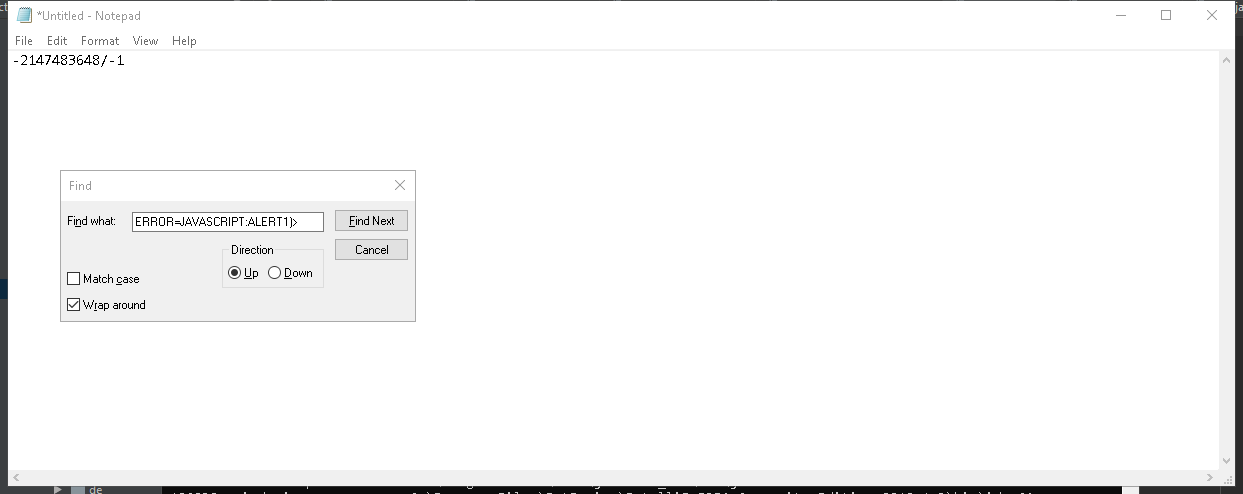 *Untitled - Notepad
File Edit Format View Help
-2147483648/-1
Find
Find what: ERROR=JAVASCRIPT:ALERT1)> Find Next
Direction Cancel
Up Down
Match case
Wrap around
de